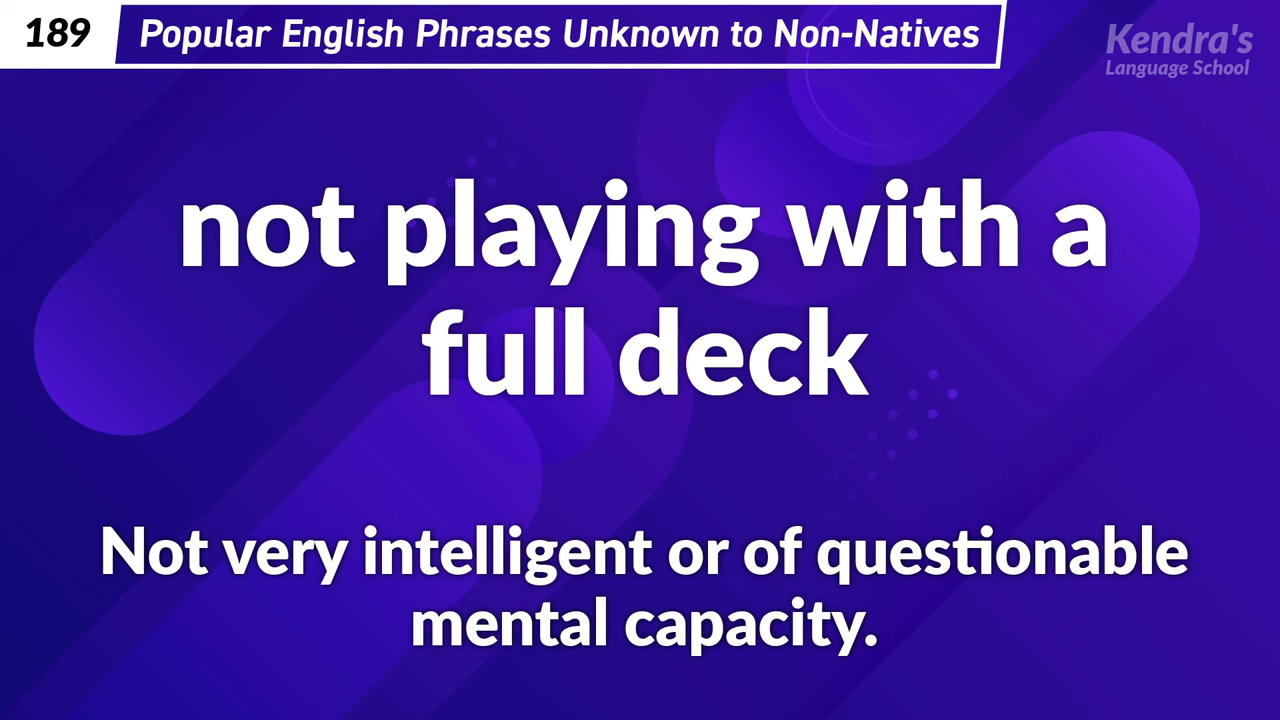 189 Popular English Phrases Unknown to Non-Natives
Kendra's
Language School
not playing with a
full deck
Not very intelligent or of questionable
mental capacity.